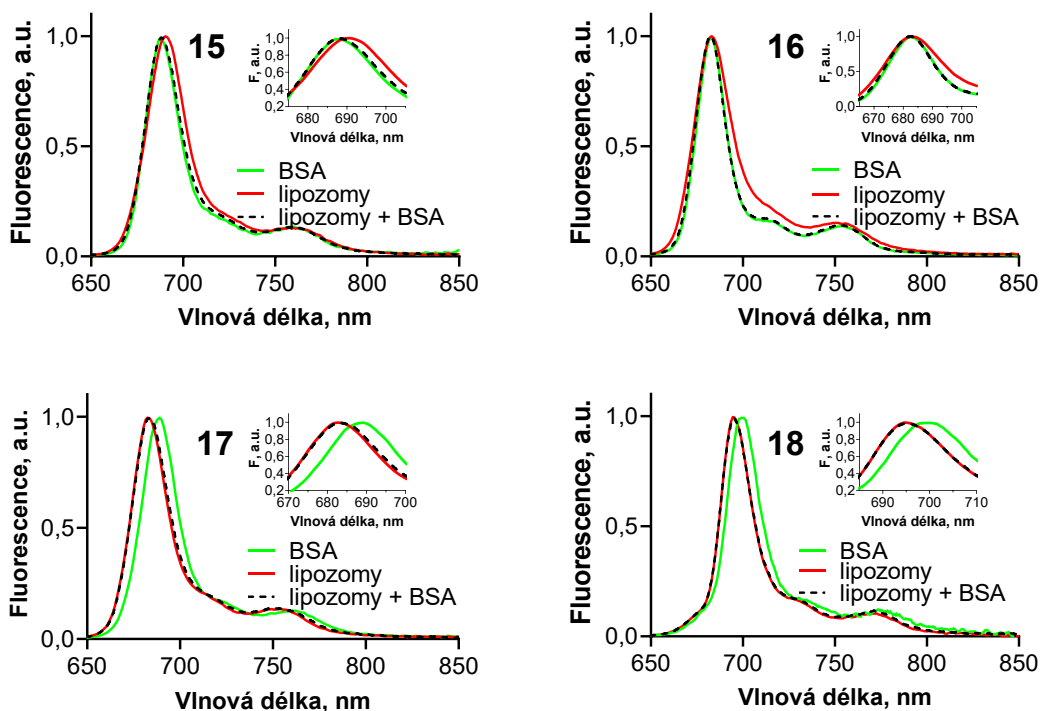 Fluorescence, a.u.
1,0
0,5
0,0
15
F, a.u.
1,0
0,8
0,6
0,4
0,2
680 690 700
Vlnová délka, nm
BSA
lipozomy
lipozomy + BSA
650 700 750 800 850
Vlnová délka, nm
Fluorescence, a.u.
1,0
0,5
0,0
16
F, a.u.
1,0
0,5
0,0
670 680 690 700
Vlnová délka, nm
BSA
lipozomy
lipozomy + BSA
650 700 750 800 850
Vlnová délka, nm
Fluorescence, a.u.
1,0
0,5
0,0
17
F, a.u.
1,0
0,8
0,6
0,4
0,2
670 680 690 700
Vlnová délka, nm
BSA
lipozomy
lipozomy + BSA
650 700 750 800 850
Vlnová délka, nm
Fluorescence, a.u.
1,0
0,5
0,0
18
F, a.u.
1,0
0,8
0,6
0,4
0,2
690 700 710
Vlnová délka, nm
BSA
lipozomy
lipozomy + BSA
650 700 750 800 850
Vlnová délka, nm